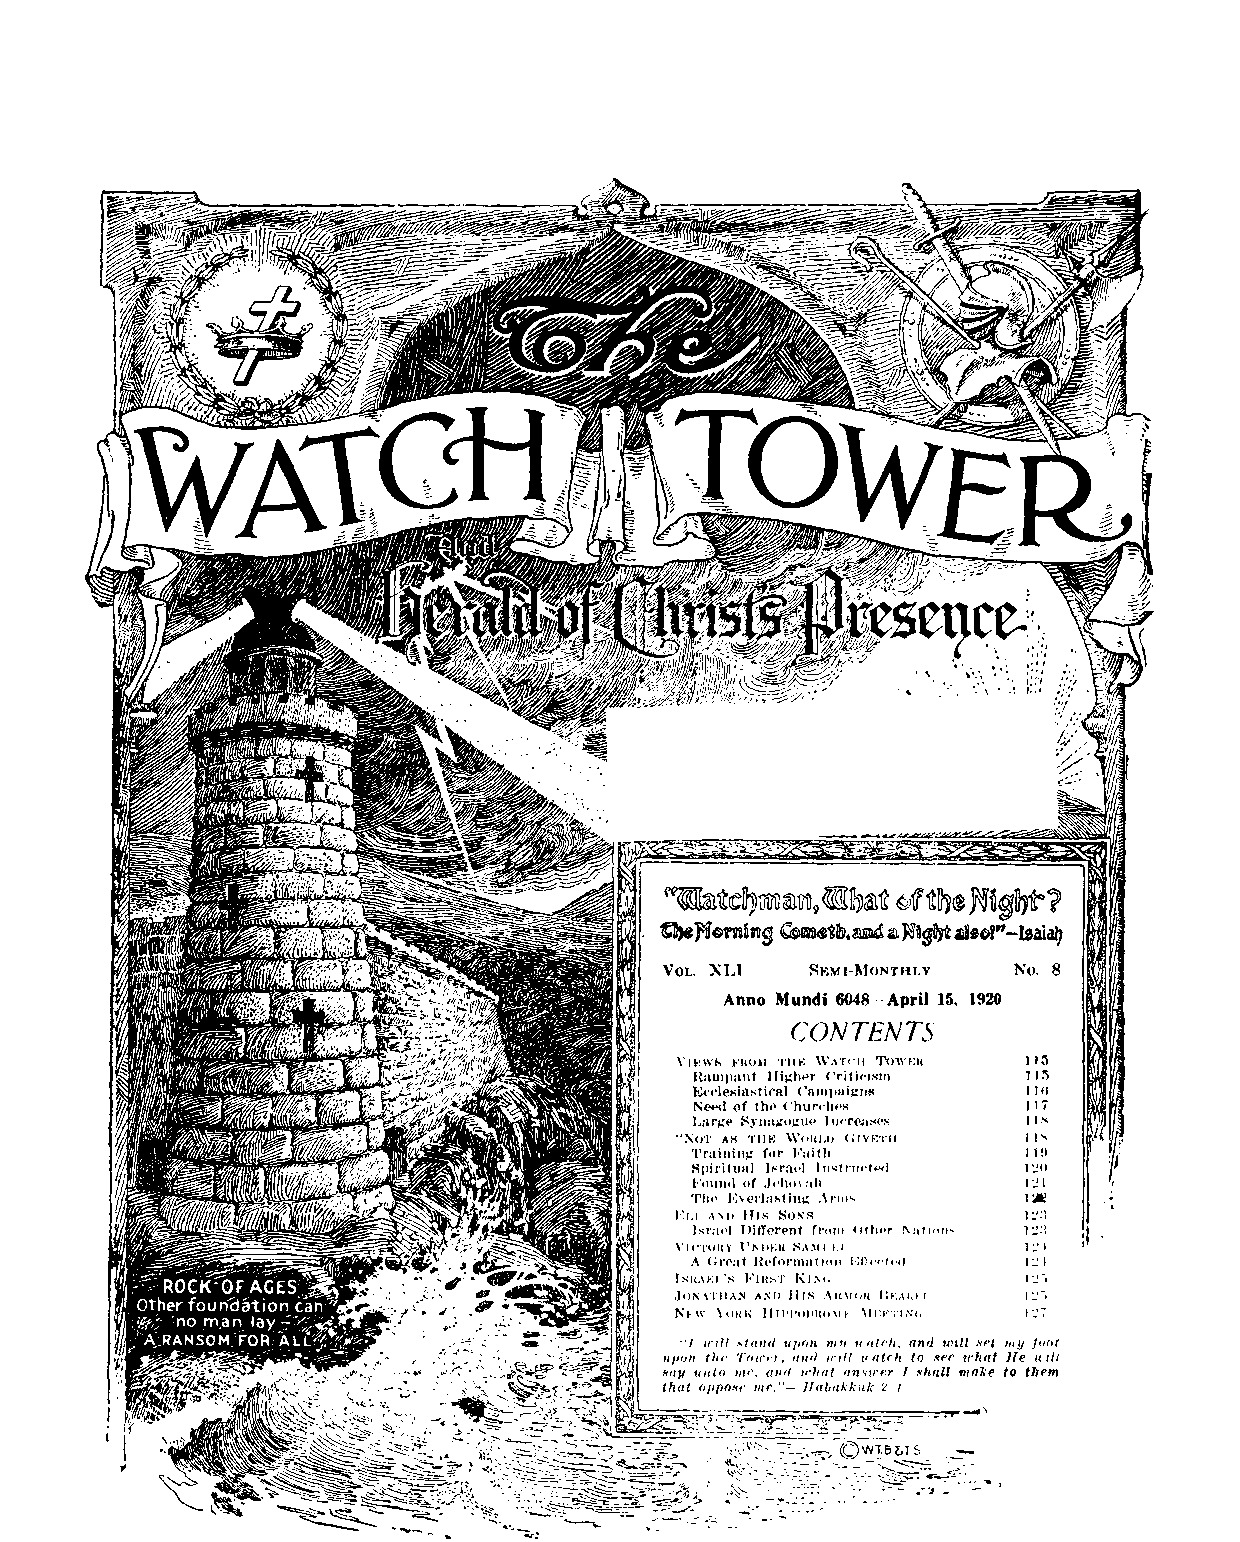 The
WATCH TOWER
And
Herald of Christ's Presence
"Watchman, What of the Night?
The Morning Cometh, and a Night also!"—Isaiah
VOL. XLI SEMI-MONTHLY No. 8
Anno Mundi 6048 - April 15, 1920
CONTENTS
VIEWS FROM THE WATCH TOWER 115
Rampant Higher Criticism 115
Ecclesiastical Campaigns 116
Need of the Churches 117
Large Synagogue Increases 118
"NOT AS THE WORLD GIVETH 118
Training for Faith 119
Spiritual Israel Instructed 120
Found of Jehovah 121
The Everlasting Arms 122
ELI AND HIS SONS 123
Israel Different from Other Nations 123
VICTORY UNDER SAMUEL 124
A Great Reformation Effected 124
ISRAEL'S FIRST KING 125
JONATHAN AND HIS ARMOR BEARER 125
NEW YORK HIPPODROME MEETING 127
"I will stand upon my watch, and will set my foot
upon the Tower, and will watch to see what He will
say unto me, and what answer I shall make to them
that oppose me."—Habakkuk 2:1
ROCK OF AGES
Other foundation can
no man lay—
A RANSOM FOR ALL
©W.T.B.&T.S.